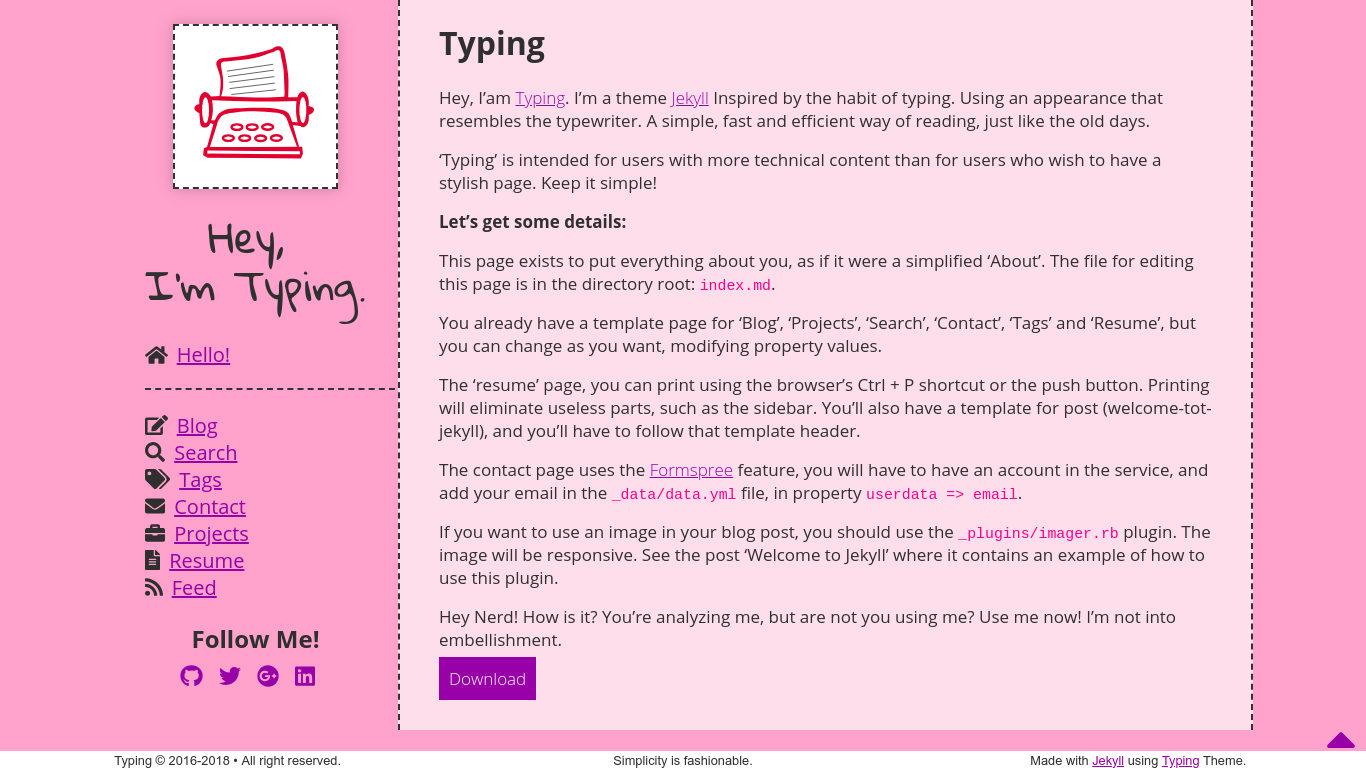 Hey,
I'm Typing.
Hello!
Blog
Search
Tags
Contact
Projects
Resume
Feed
Follow Me!
Typing
Hey, I’am Typing. I’m a theme Jekyll Inspired by the habit of typing. Using an appearance that
resembles the typewriter. A simple, fast and efficient way of reading, just like the old days.
‘Typing’ is intended for users with more technical content than for users who wish to have a
stylish page. Keep it simple!
Let’s get some details:
This page exists to put everything about you, as if it were a simplified ‘About’. The file for editing
this page is in the directory root: index.md.
You already have a template page for ‘Blog’, ‘Projects’, ‘Search’, ‘Contact’, ‘Tags’ and ‘Resume’, but
you can change as you want, modifying property values.
The ‘resume’ page, you can print using the browser’s Ctrl + P shortcut or the push button. Printing
will eliminate useless parts, such as the sidebar. You’ll also have a template for post (welcome-tot-
jekyll), and you’ll have to follow that template header.
The contact page uses the Formspree feature, you will have to have an account in the service, and
add your email in the _data/data.yml file, in property userdata => email.
If you want to use an image in your blog post, you should use the _plugins/imager.rb plugin. The
image will be responsive. See the post ‘Welcome to Jekyll’ where it contains an example of how to
use this plugin.
Hey Nerd! How is it? You’re analyzing me, but are not you using me? Use me now! I’m not into
embellishment.
Download
Typing © 2016-2018 • All right reserved.
Simplicity is fashionable.
Made with Jekyll using Typing Theme.